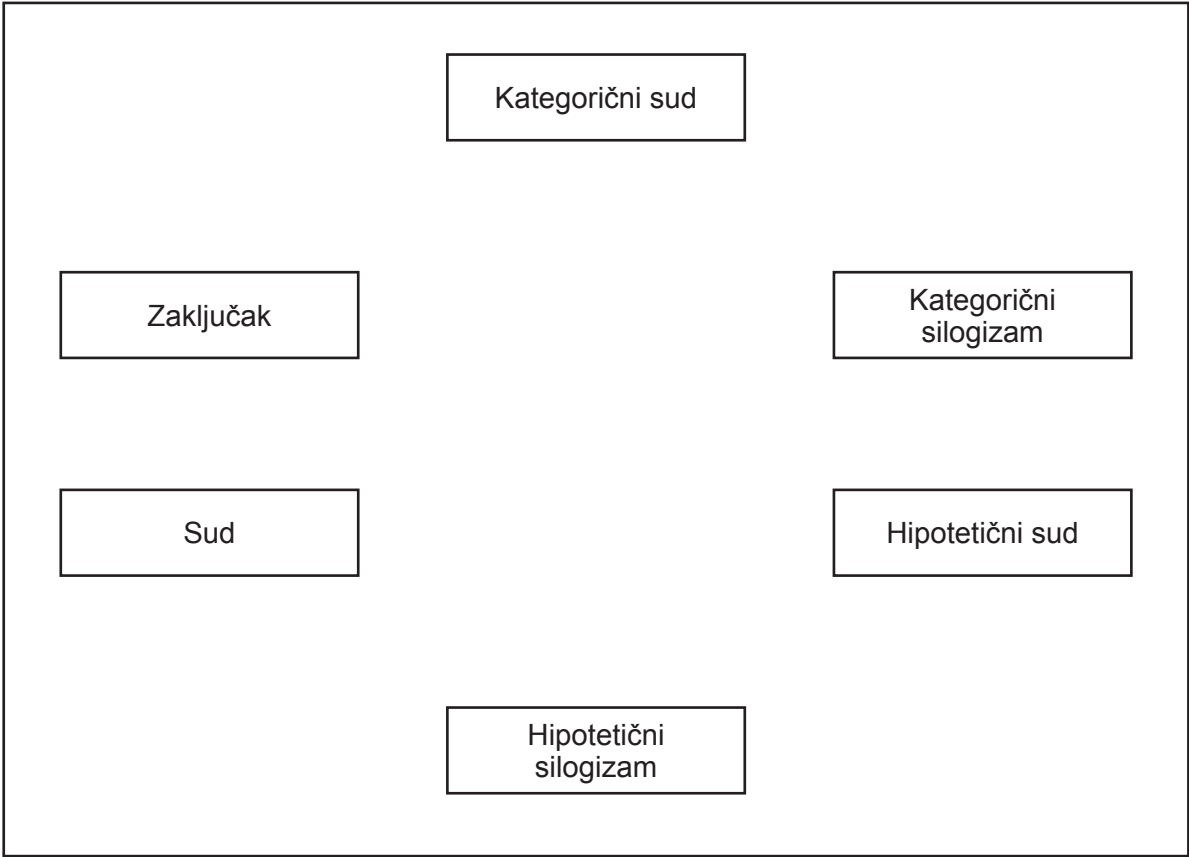 Kategorični sud
Zaključak
Kategorični
silogizam
Sud
Hipotetični sud
Hipotetični
silogizam